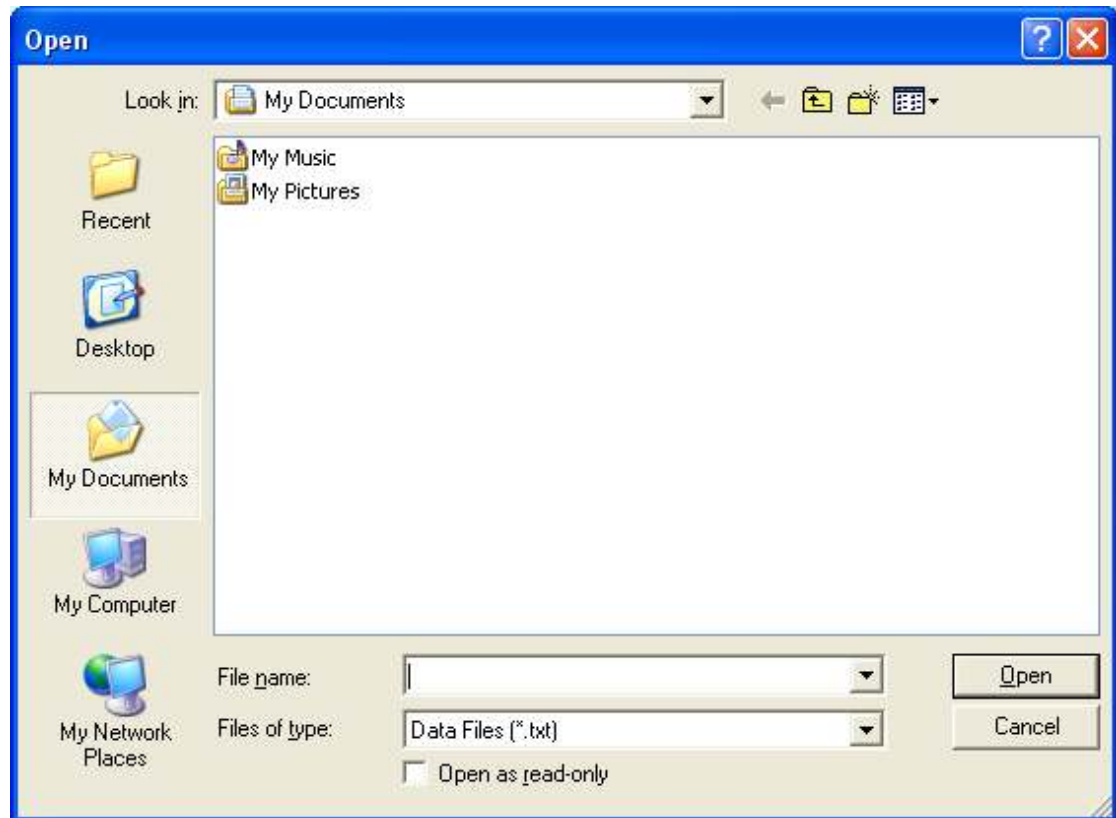 Open
Look in:
My Documents
My Music
My Pictures
Recent
Desktop
My Documents
My Computer
My Network
Places
File name:
Open
Files of type:
Data Files (*.txt)
Cancel
Open as read-only